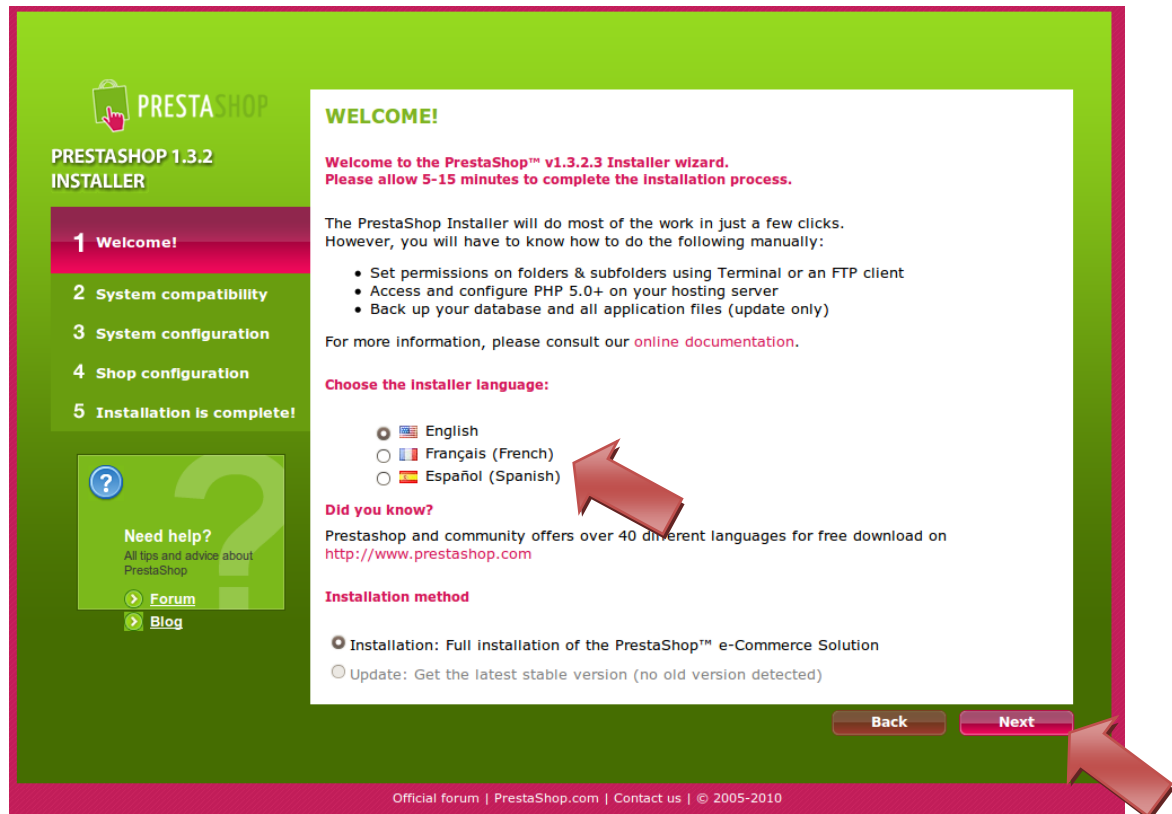 PRESTASHOP
PRESTASHOP 1.3.2
INSTALLER
1 Welcome!
2 System compatibility
3 System configuration
4 Shop configuration
5 Installation is complete!
?
Need help?
All tips and advice about
PrestaShop
Forum
Blog
WELCOME!
Welcome to the PrestaShop™ v1.3.2.3 Installer wizard.
Please allow 5-15 minutes to complete the installation process.
The PrestaShop Installer will do most of the work in just a few clicks.
However, you will have to know how to do the following manually:
• Set permissions on folders & subfolders using Terminal or an FTP client
• Access and configure PHP 5.0+ on your hosting server
• Back up your database and all application files (update only)
For more information, please consult our online documentation.
Choose the installer language:
English
Français (French)
Español (Spanish)
Did you know?
Prestashop and community offers over 40 different languages for free download on
http://www.prestashop.com
Installation method
Installation: Full installation of the PrestaShop™ e-Commerce Solution
Update: Get the latest stable version (no old version detected)
Back
Next
Official forum | PrestaShop.com | Contact us | © 2005-2010